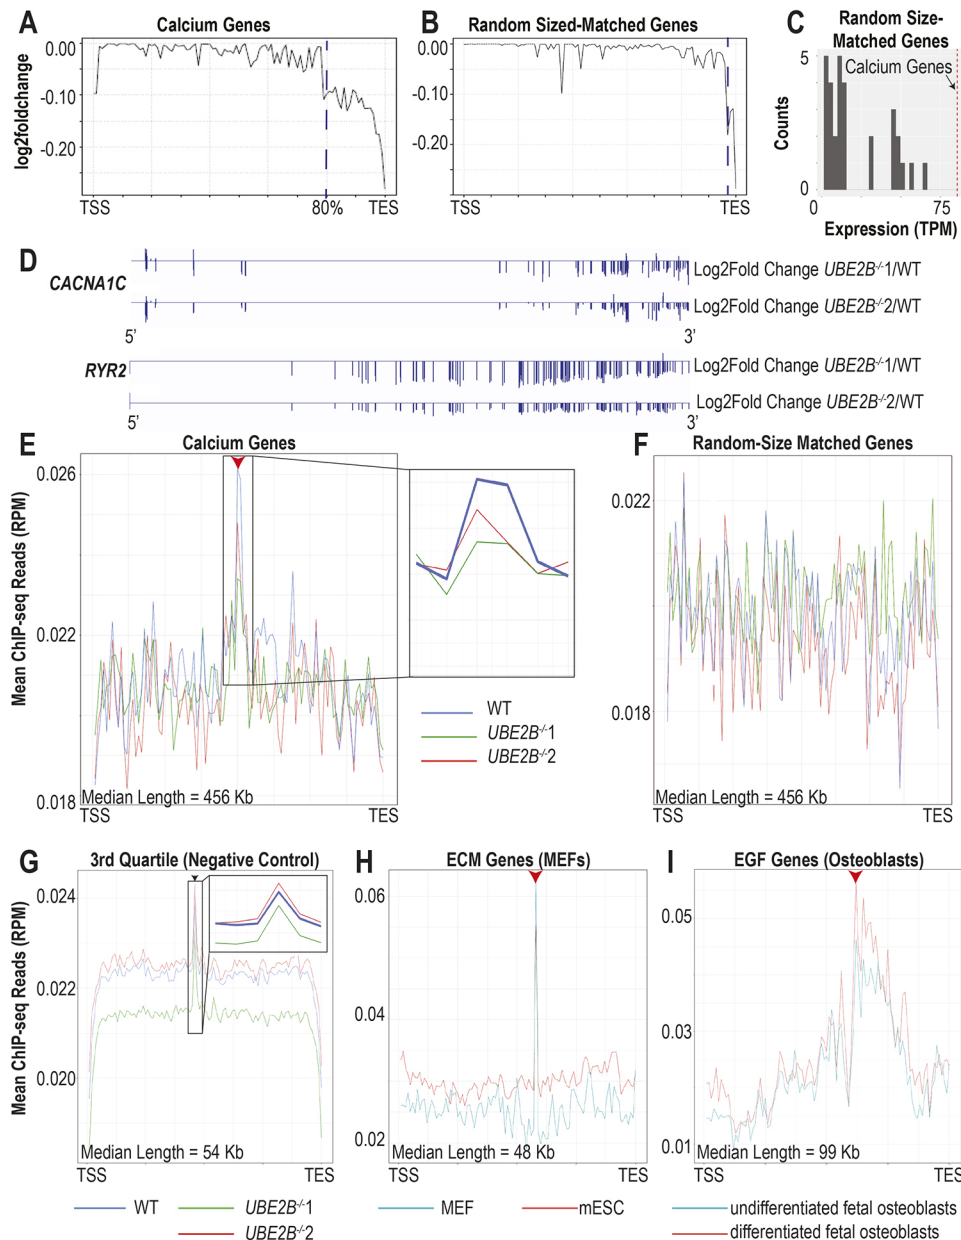 A
Calcium Genes
log2foldchange
0.00
-0.10
-0.20
TSS
80%
TES
B
Random Sized-Matched Genes
0.00
-0.10
-0.20
TSS
TES
C
Random Size-
Matched Genes
Calcium Genes
Counts
5
0
0
75
Expression (TPM)
D
CACNA1C
Log2Fold Change UBE2B-/-1/WT
Log2Fold Change UBE2B-/-2/WT
5'
3'
RYR2
Log2Fold Change UBE2B-/-1/WT
Log2Fold Change UBE2B-/-2/WT
5'
3'
E
Calcium Genes
Mean ChIP-seq Reads (RPM)
0.026
0.022
0.018
Median Length = 456 Kb
TSS
TES
WT
UBE2B-/-1
UBE2B-/-2
F
Random-Size Matched Genes
0.022
0.018
Median Length = 456 Kb
TSS
TES
G
3rd Quartile (Negative Control)
Mean ChIP-seq Reads (RPM)
0.024
0.022
0.020
Median Length = 54 Kb
TSS
TES
WT
UBE2B-/-1
UBE2B-/-2
H
ECM Genes (MEFs)
0.06
0.04
0.02
Median Length = 48 Kb
TSS
TES
MEF
mESC
I
EGF Genes (Osteoblasts)
0.05
0.03
0.01
Median Length = 99 Kb
TSS
TES
undifferentiated fetal osteoblasts
differentiated fetal osteoblasts